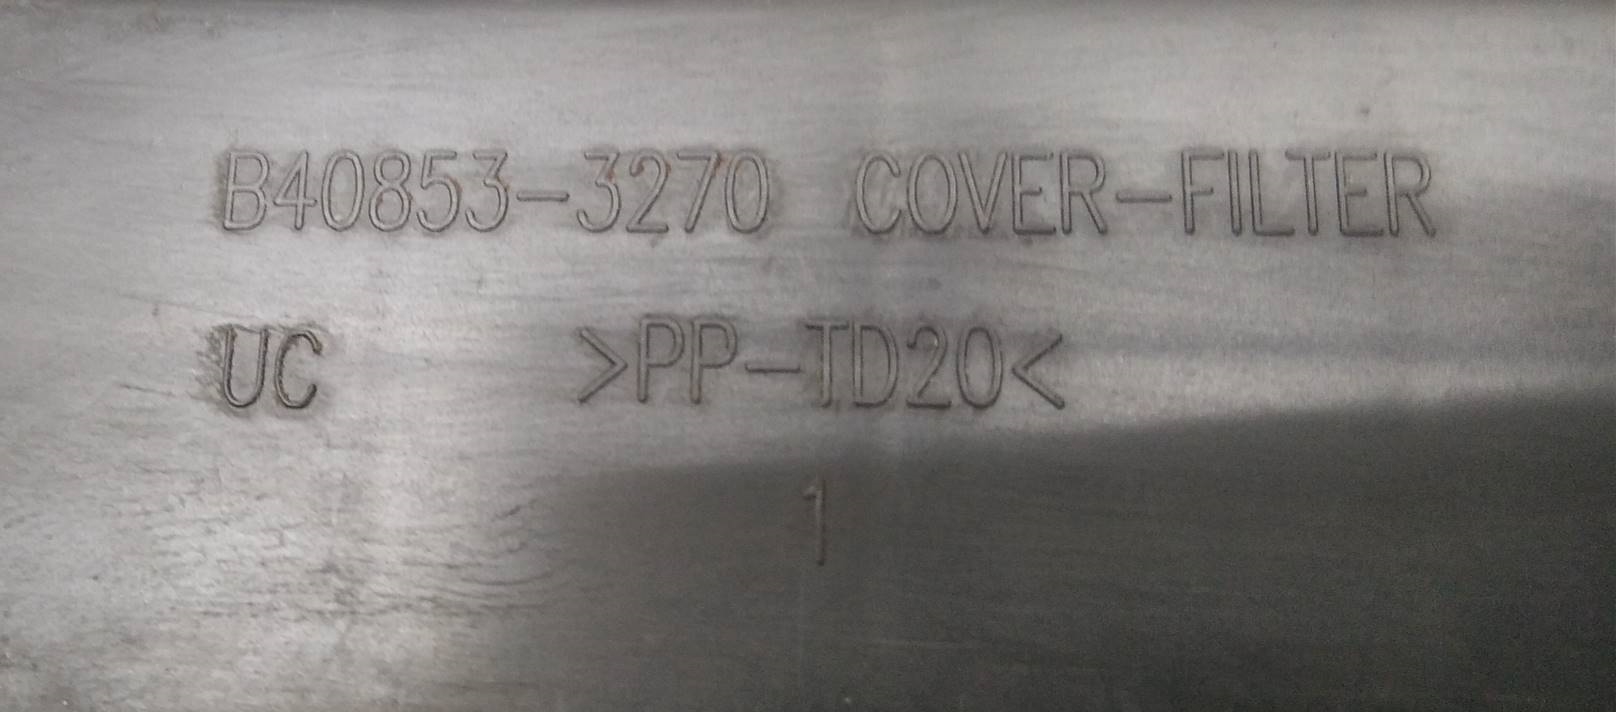 B40853-3270 COVER-FILTER
UC >PP-TD20<
1